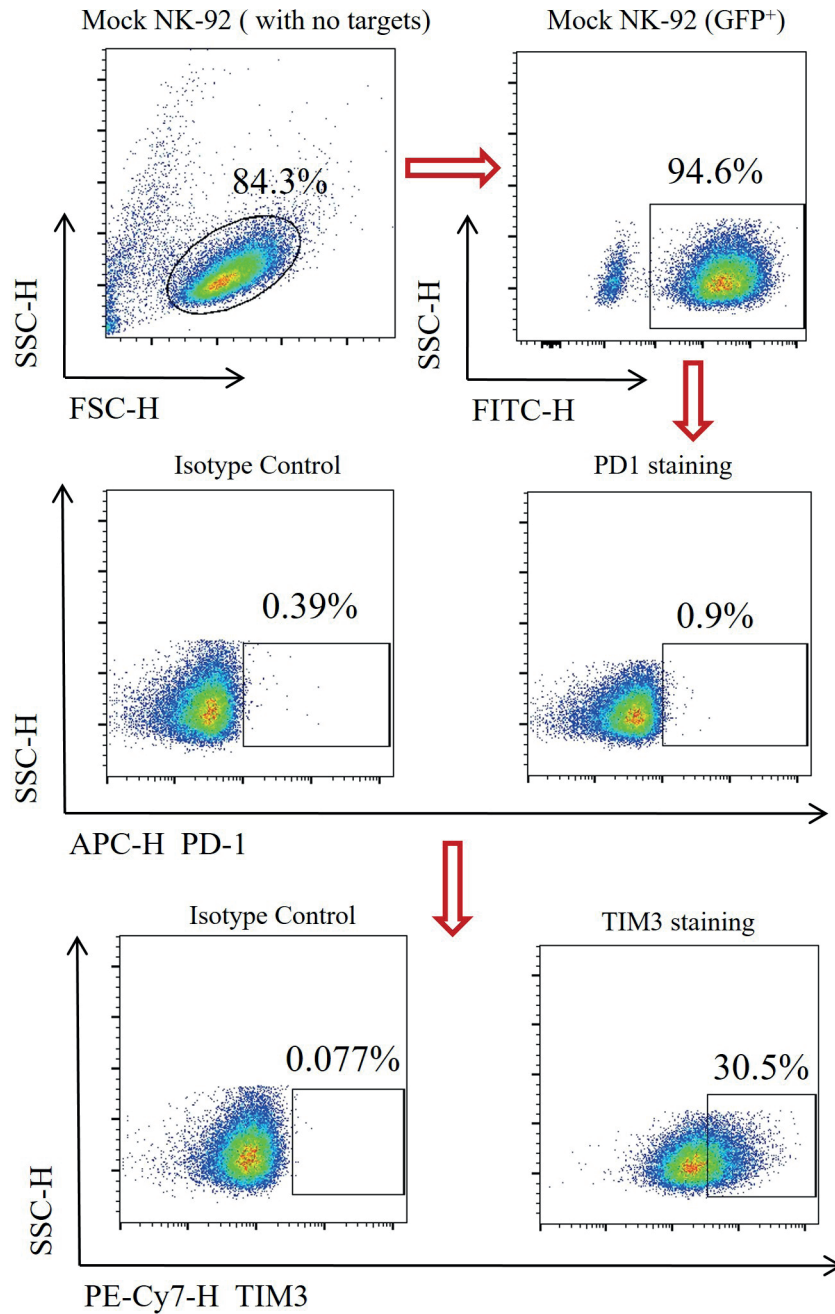 Mock NK-92 ( with no targets)
Mock NK-92 (GFP⁺)
84.3%
94.6%
SSC-H
SSC-H
FSC-H
FITC-H
Isotype Control
PD1 staining
0.39%
0.9%
SSC-H
APC-H PD-1
Isotype Control
TIM3 staining
0.077%
30.5%
SSC-H
PE-Cy7-H TIM3